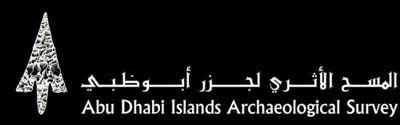 المسح الأثري لجزر أبوظبي
Abu Dhabi Islands Archaeological Survey